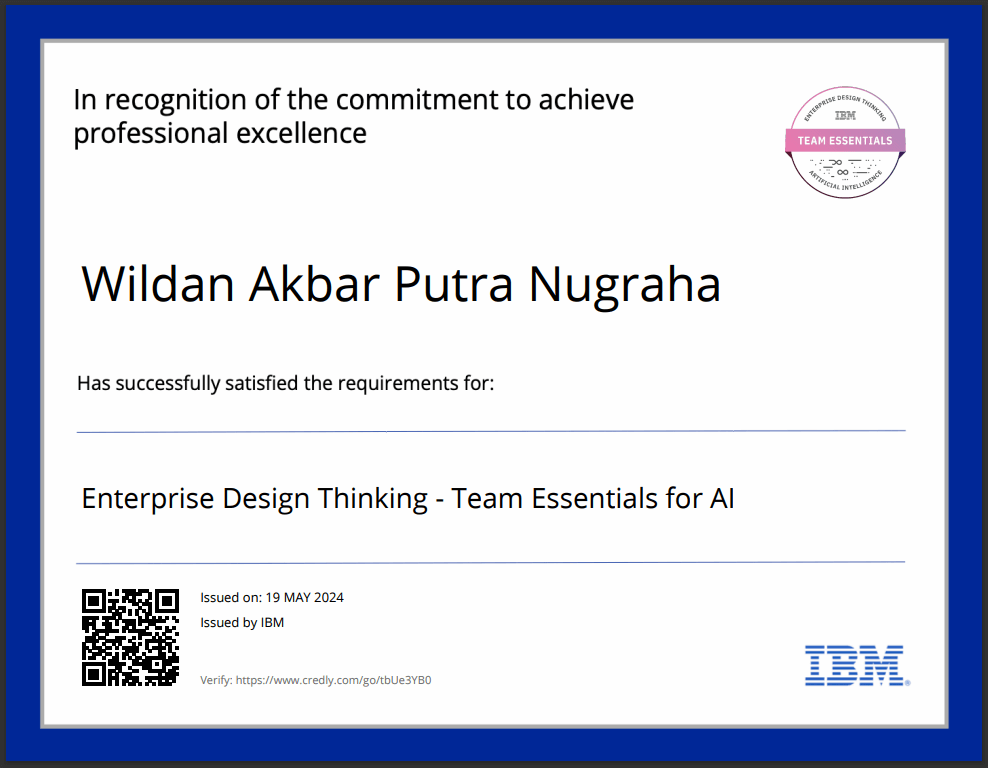 In recognition of the commitment to achieve
professional excellence
ENTERPRISE DESIGN THINKING
IBM
TEAM ESSENTIALS
ARTIFICIAL INTELLIGENCE
Wildan Akbar Putra Nugraha
Has successfully satisfied the requirements for:
Enterprise Design Thinking - Team Essentials for AI
Issued on: 19 MAY 2024
Issued by IBM
Verify: https://www.credly.com/go/tbUe3YB0
IBM®